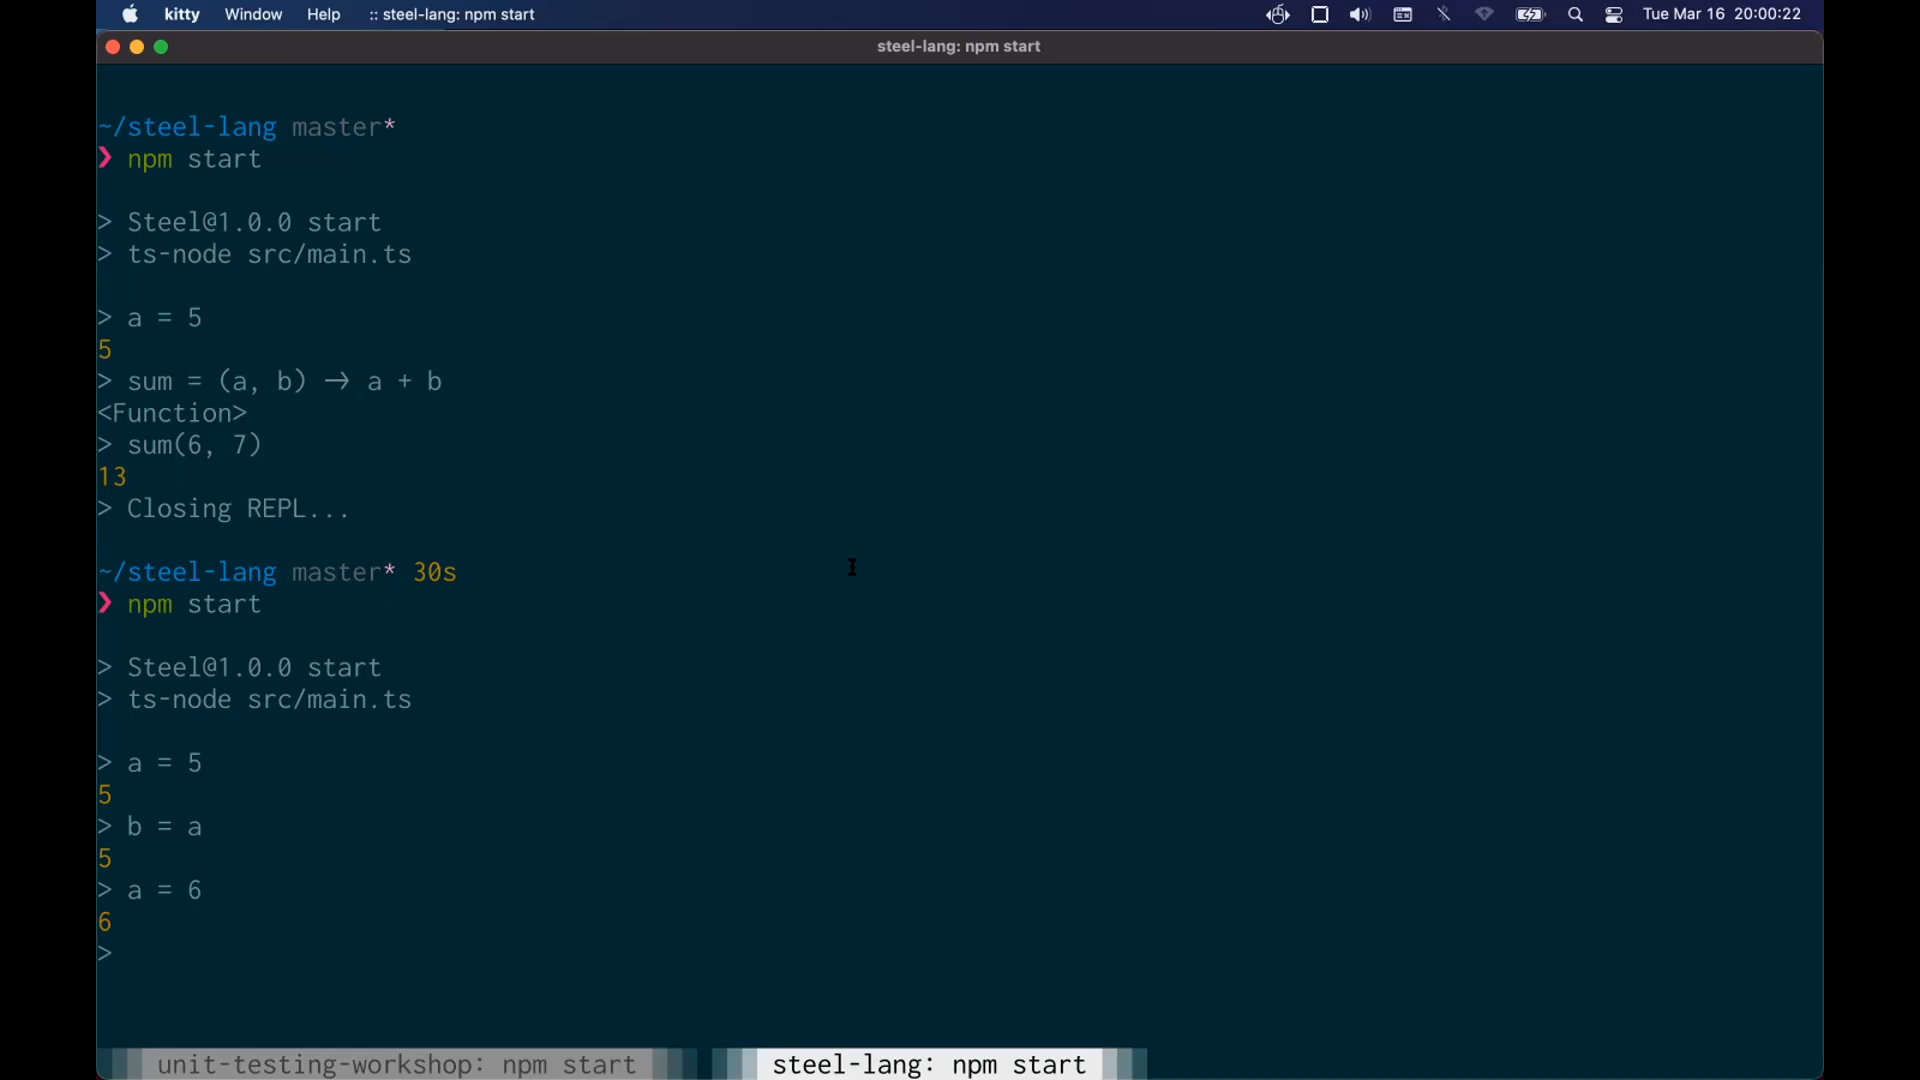 kitty Window Help :: steel-lang: npm start Tue Mar 16 20:00:22
steel-lang: npm start
~/steel-lang master*
❯ npm start
> Steel@1.0.0 start
> ts-node src/main.ts
> a = 5
5
> sum = (a, b) → a + b
<Function>
> sum(6, 7)
13
> Closing REPL...
~/steel-lang master* 30s
❯ npm start
> Steel@1.0.0 start
> ts-node src/main.ts
> a = 5
5
> b = a
5
> a = 6
6
>
unit-testing-workshop: npm start steel-lang: npm start